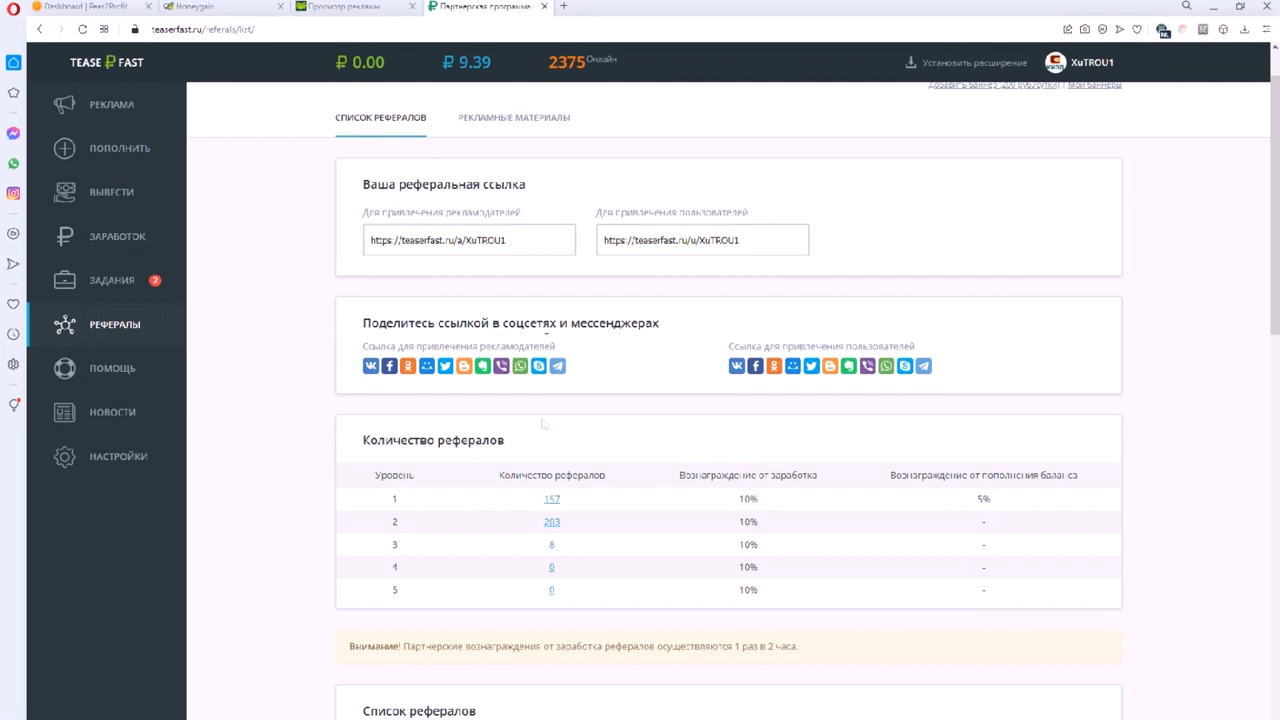 Dashboard | Peer2Profit
Honeygain
Просмотр рекламы
Партнерская программа
teaserfast.ru/referals/list/
TEASE FAST
₽ 0.00
₽ 9.39
2375 Онлайн
Установить расширение
XuTROU1
Добавить баннер (200 руб/сутки) | Мои баннеры
РЕКЛАМА
ПОПОЛНИТЬ
ВЫВЕСТИ
ЗАРАБОТОК
ЗАДАНИЯ 2
РЕФЕРАЛЫ
ПОМОЩЬ
НОВОСТИ
НАСТРОЙКИ
СПИСОК РЕФЕРАЛОВ
РЕКЛАМНЫЕ МАТЕРИАЛЫ
Ваша реферальная ссылка
Для привлечения рекламодателей
Для привлечения пользователей
https://teaserfast.ru/a/XuTROU1
https://teaserfast.ru/u/XuTROU1
Поделитесь ссылкой в соцсетях и мессенджерах
Ссылка для привлечения рекламодателей
Ссылка для привлечения пользователей
Количество рефералов
Уровень Количество рефералов Вознаграждение от заработка Вознаграждение от пополнения баланса
1 157 10% 5%
2 203 10% -
3 8 10% -
4 0 10% -
5 0 10% -
Внимание! Партнерские вознаграждения от заработка рефералов осуществляются 1 раз в 2 часа.
Список рефералов